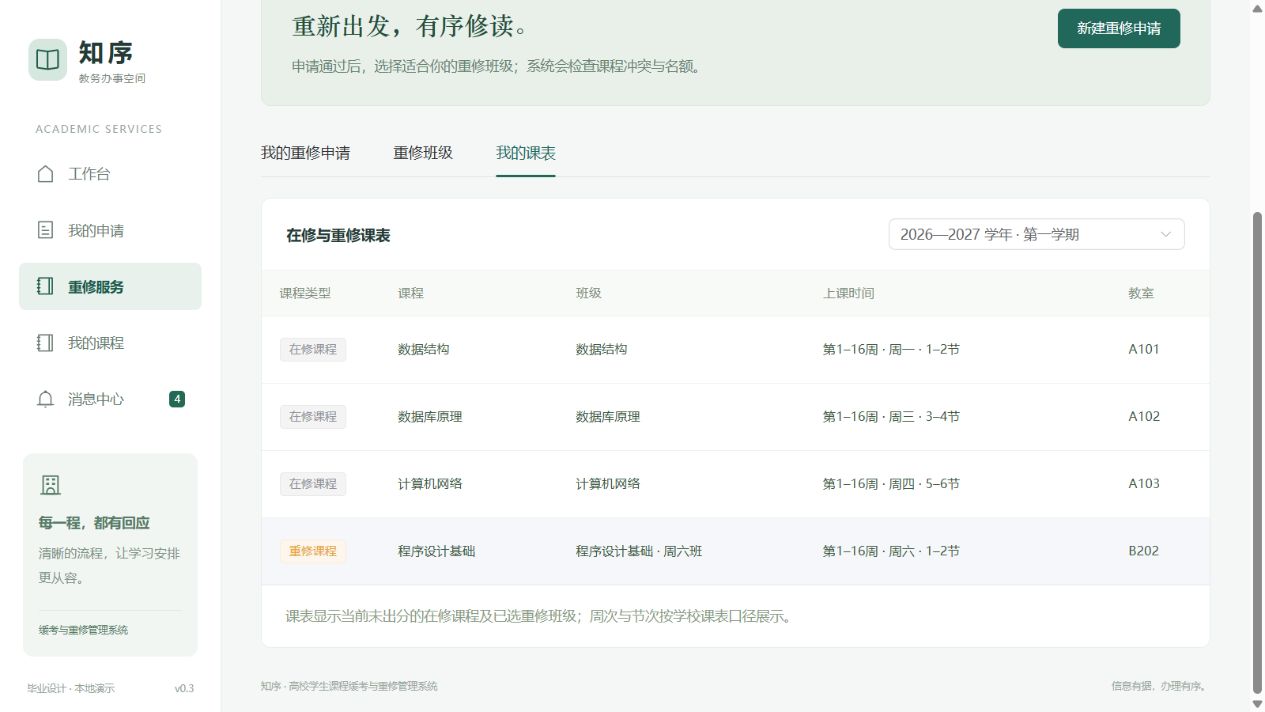 知序
教务办事空间
ACADEMIC SERVICES
工作台
我的申请
重修服务
我的课程
消息中心 4
每一程，都有回应
清晰的流程，让学习安排
更从容。
缓考与重修管理系统
毕业设计 · 本地演示 v0.3
重新出发，有序修读。
新建重修申请
申请通过后，选择适合你的重修班级；系统会检查课程冲突与名额。
我的重修申请 重修班级 我的课表
在修与重修课表
2026—2027 学年 · 第一学期
课程类型 课程 班级 上课时间 教室
在修课程 数据结构 数据结构 第1–16周 · 周一 · 1–2节 A101
在修课程 数据库原理 数据库原理 第1–16周 · 周三 · 3–4节 A102
在修课程 计算机网络 计算机网络 第1–16周 · 周四 · 5–6节 A103
重修课程 程序设计基础 程序设计基础 · 周六班 第1–16周 · 周六 · 1–2节 B202
课表显示当前未出分的在修课程及已选重修班级；周次与节次按学校课表口径展示。
知序 · 高校学生课程缓考与重修管理系统
信息有据，办理有序。